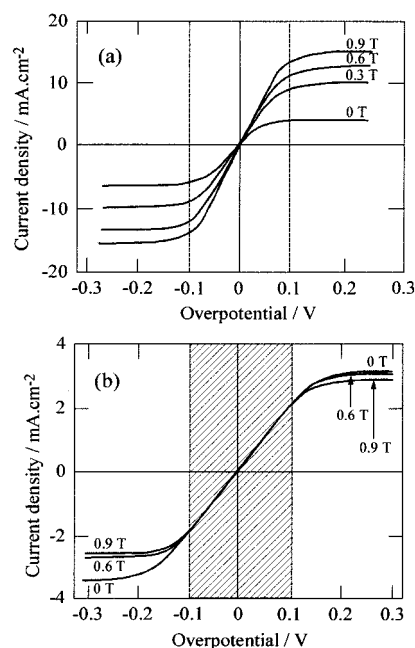 (a)
20
10
0
-10
-20
Current density / mA.cm-2
0.9 T
0.6 T
0.3 T
0 T
-0.3 -0.2 -0.1 0 0.1 0.2 0.3
Overpotential / V
(b)
4
2
0
-2
-4
Current density / mA.cm-2
0 T
0.6 T
0.9 T
0.9 T
0.6 T
0 T
-0.3 -0.2 -0.1 0 0.1 0.2 0.3
Overpotential / V